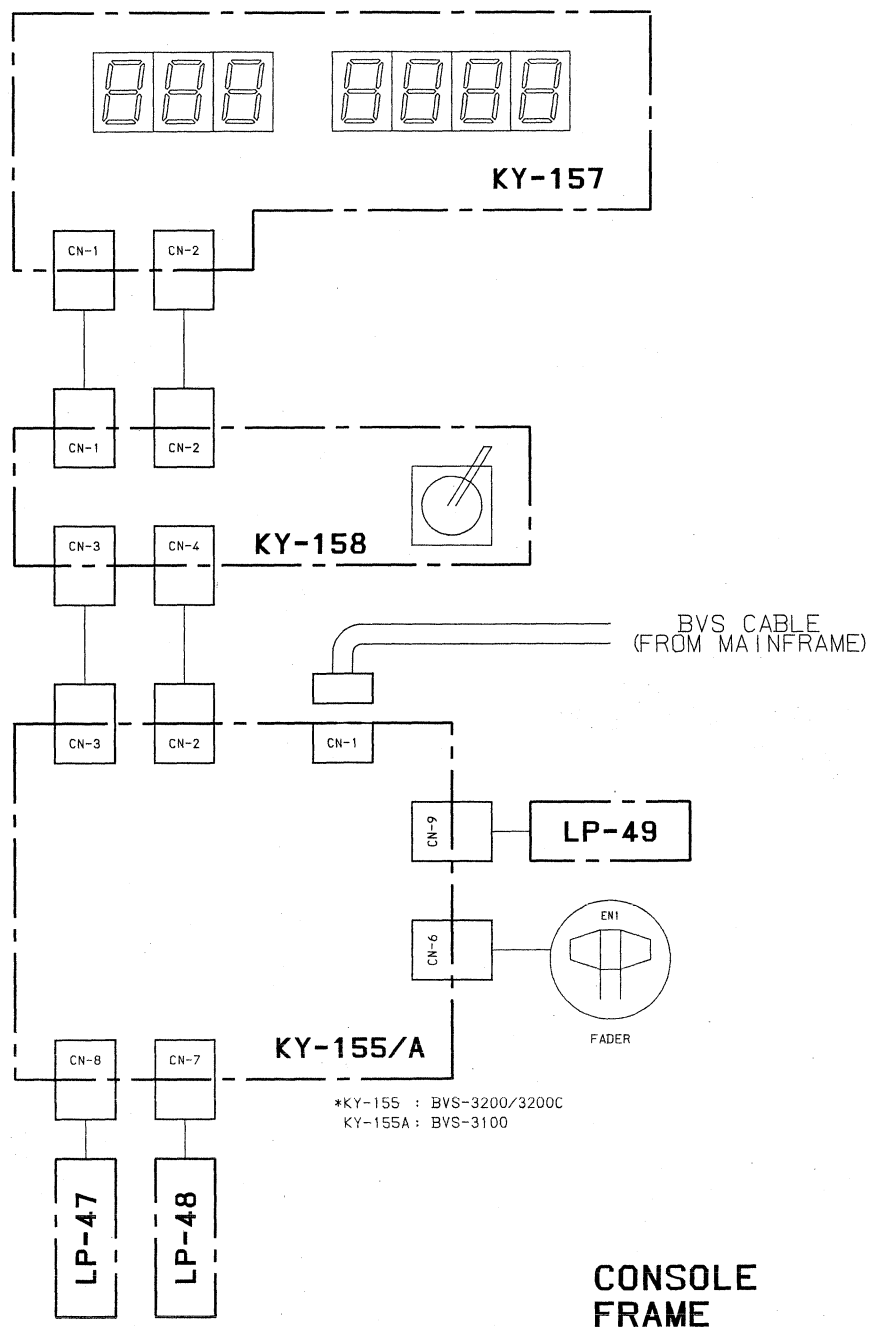 KY-157
CN-1
CN-2
CN-1
CN-2
CN-3
CN-4
KY-158
BVS CABLE
(FROM MAINFRAME)
CN-3
CN-2
CN-1
CN-9
LP-49
CN-6
EN1
FADER
CN-8
CN-7
KY-155/A
*KY-155 : BVS-3200/3200C
KY-155A: BVS-3100
LP-47
LP-48
CONSOLE
FRAME